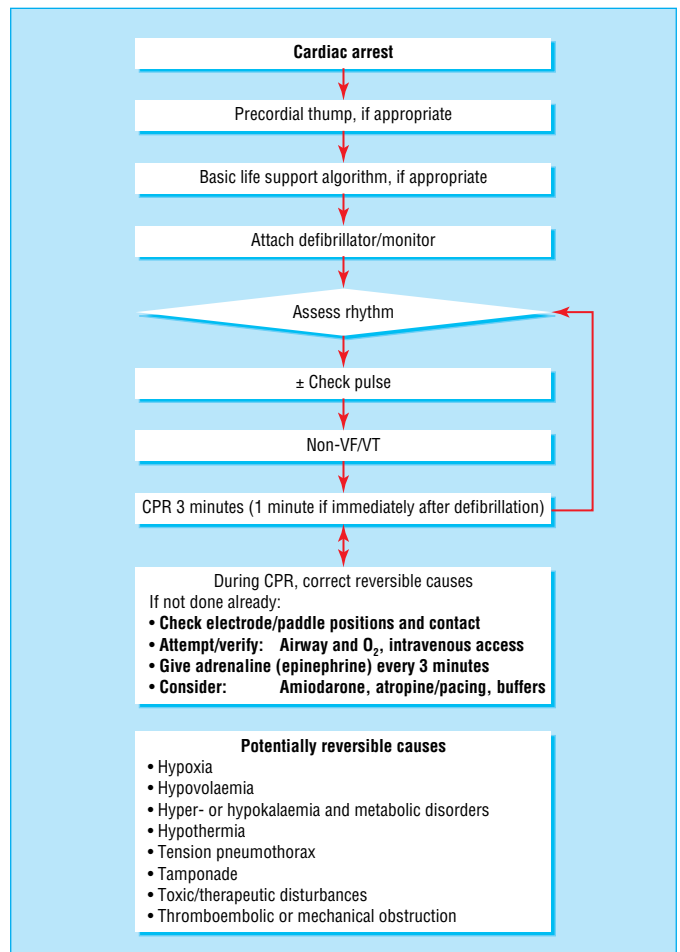 Cardiac arrest
Precordial thump, if appropriate
Basic life support algorithm, if appropriate
Attach defibrillator/monitor
Assess rhythm
± Check pulse
Non-VF/VT
CPR 3 minutes (1 minute if immediately after defibrillation)
During CPR, correct reversible causes
If not done already:
• Check electrode/paddle positions and contact
• Attempt/verify: Airway and O₂, intravenous access
• Give adrenaline (epinephrine) every 3 minutes
• Consider: Amiodarone, atropine/pacing, buffers
Potentially reversible causes
• Hypoxia
• Hypovolaemia
• Hyper- or hypokalaemia and metabolic disorders
• Hypothermia
• Tension pneumothorax
• Tamponade
• Toxic/therapeutic disturbances
• Thromboembolic or mechanical obstruction